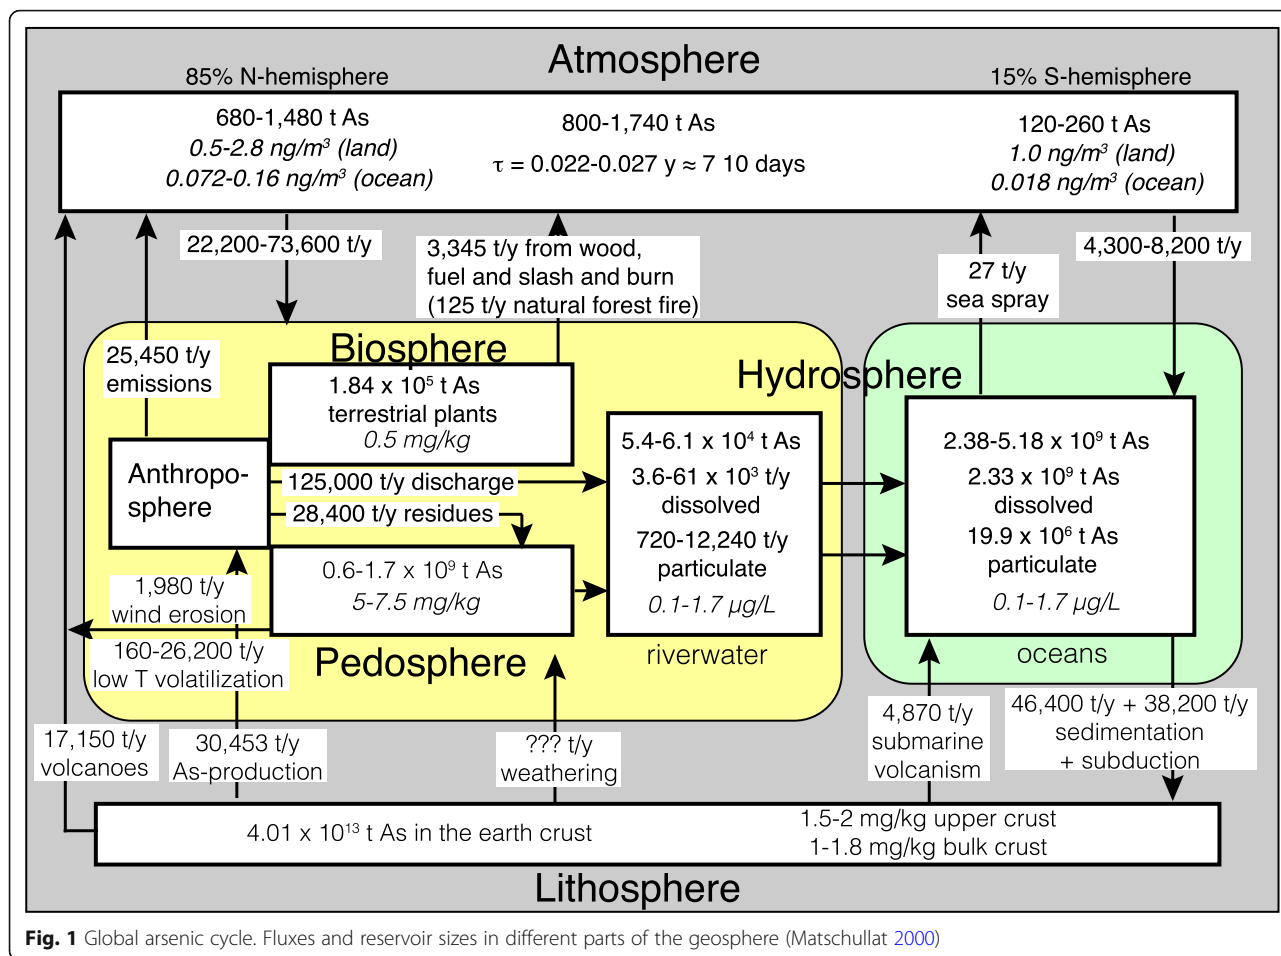 Atmosphere
85% N-hemisphere
15% S-hemisphere
680-1,480 t As
0.5-2.8 ng/m³ (land)
0.072-0.16 ng/m³ (ocean)
800-1,740 t As
τ = 0.022-0.027 y ≈ 7 10 days
120-260 t As
1.0 ng/m³ (land)
0.018 ng/m³ (ocean)
22,200-73,600 t/y
3,345 t/y from wood,
fuel and slash and burn
(125 t/y natural forest fire)
27 t/y
sea spray
4,300-8,200 t/y
25,450 t/y
emissions
Biosphere
Hydrosphere
1.84 x 10⁵ t As
terrestrial plants
0.5 mg/kg
Anthropo-
sphere
125,000 t/y discharge
28,400 t/y residues
5.4-6.1 x 10⁴ t As
3.6-61 x 10³ t/y
dissolved
720-12,240 t/y
particulate
0.1-1.7 µg/L
riverwater
2.38-5.18 x 10⁹ t As
2.33 x 10⁹ t As
dissolved
19.9 x 10⁶ t As
particulate
0.1-1.7 µg/L
oceans
0.6-1.7 x 10⁹ t As
5-7.5 mg/kg
Pedosphere
1,980 t/y
wind erosion
160-26,200 t/y
low T volatilization
17,150 t/y
volcanoes
30,453 t/y
As-production
??? t/y
weathering
4,870 t/y
submarine
volcanism
46,400 t/y + 38,200 t/y
sedimentation
+ subduction
4.01 x 10¹³ t As in the earth crust
1.5-2 mg/kg upper crust
1-1.8 mg/kg bulk crust
Lithosphere
Fig. 1 Global arsenic cycle. Fluxes and reservoir sizes in different parts of the geosphere (Matschullat 2000)